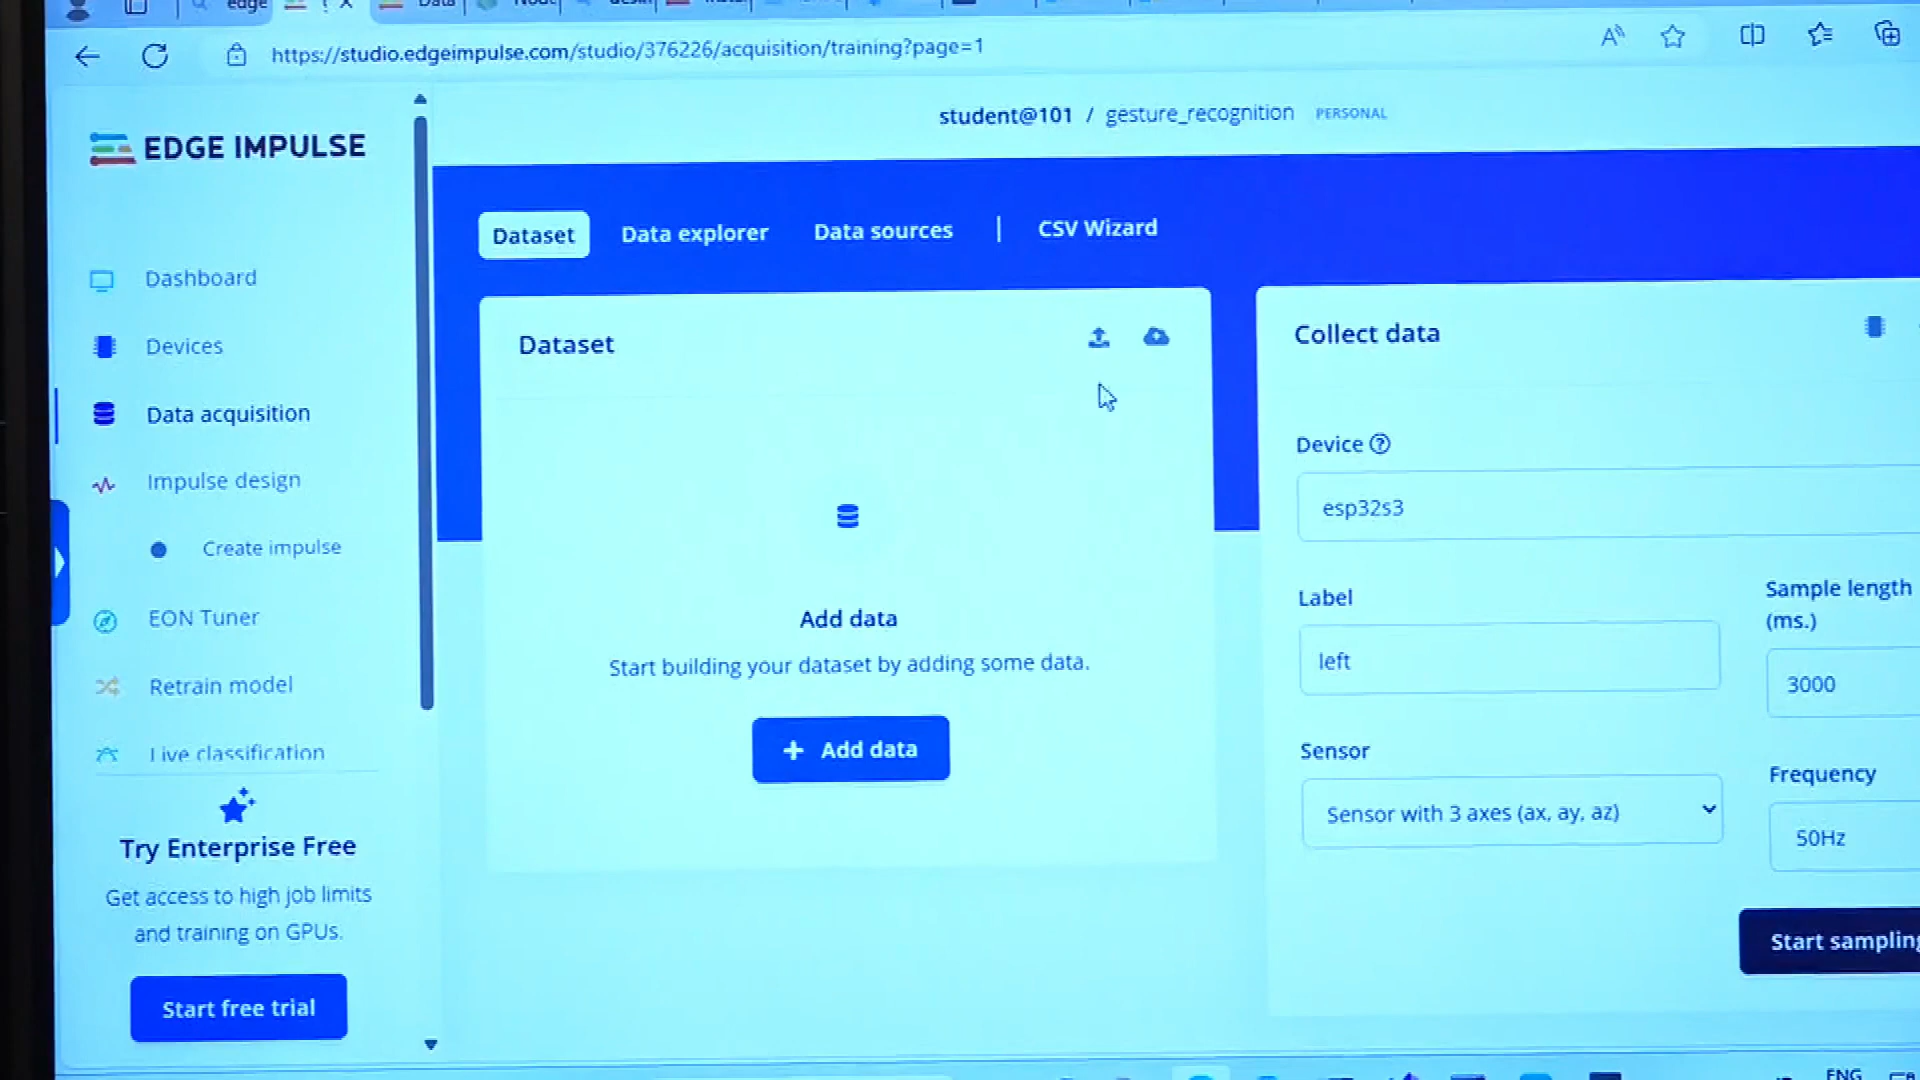 edge
Data
https://studio.edgeimpulse.com/studio/376226/acquisition/training?page=1
student@101 / gesture_recognition PERSONAL
EDGE IMPULSE
Dashboard
Devices
Data acquisition
Impulse design
Create impulse
EON Tuner
Retrain model
Live classification
Try Enterprise Free
Get access to high job limits
and training on GPUs.
Start free trial
Dataset Data explorer Data sources | CSV Wizard
Dataset
Add data
Start building your dataset by adding some data.
+ Add data
Collect data
Device ?
esp32s3
Label
left
Sample length
(ms.)
3000
Sensor
Sensor with 3 axes (ax, ay, az)
Frequency
50Hz
Start sampling
ENG